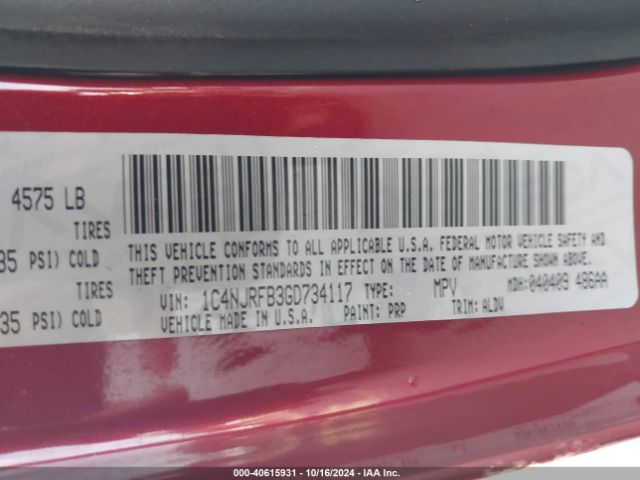 4575 LB
TIRES
35 PSI) COLD
TIRES
35 PSI) COLD
THIS VEHICLE CONFORMS TO ALL APPLICABLE U.S.A. FEDERAL MOTOR VEHICLE SAFETY AND
THEFT PREVENTION STANDARDS IN EFFECT ON THE DATE OF MANUFACTURE SHOWN ABOVE.
VIN: 1C4NJRFB3GD734117 TYPE: MPV MDH: 040409 486AA
VEHICLE MADE IN U.S.A. PAINT: PRP TRIM: ALDV
000-40615931 - 10/16/2024 - IAA Inc.